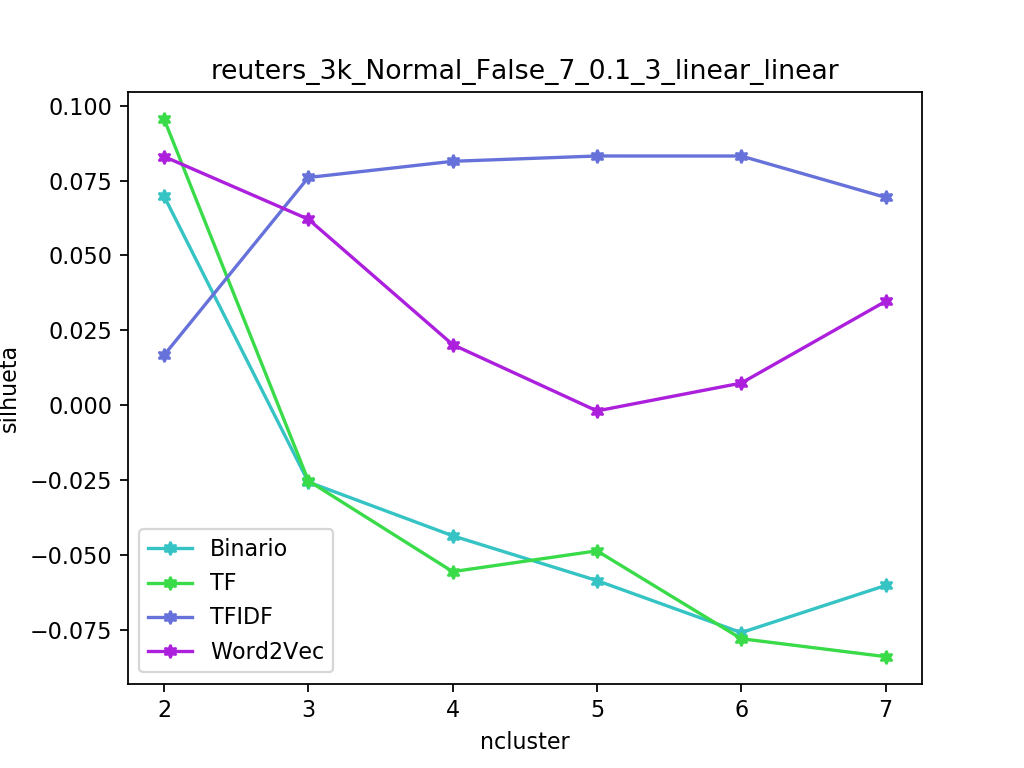 reuters_3k_Normal_False_7_0.1_3_linear_linear
0.100
0.075
0.050
0.025
0.000
−0.025
−0.050
−0.075
silhueta
Binario
TF
TFIDF
Word2Vec
2 3 4 5 6 7
ncluster